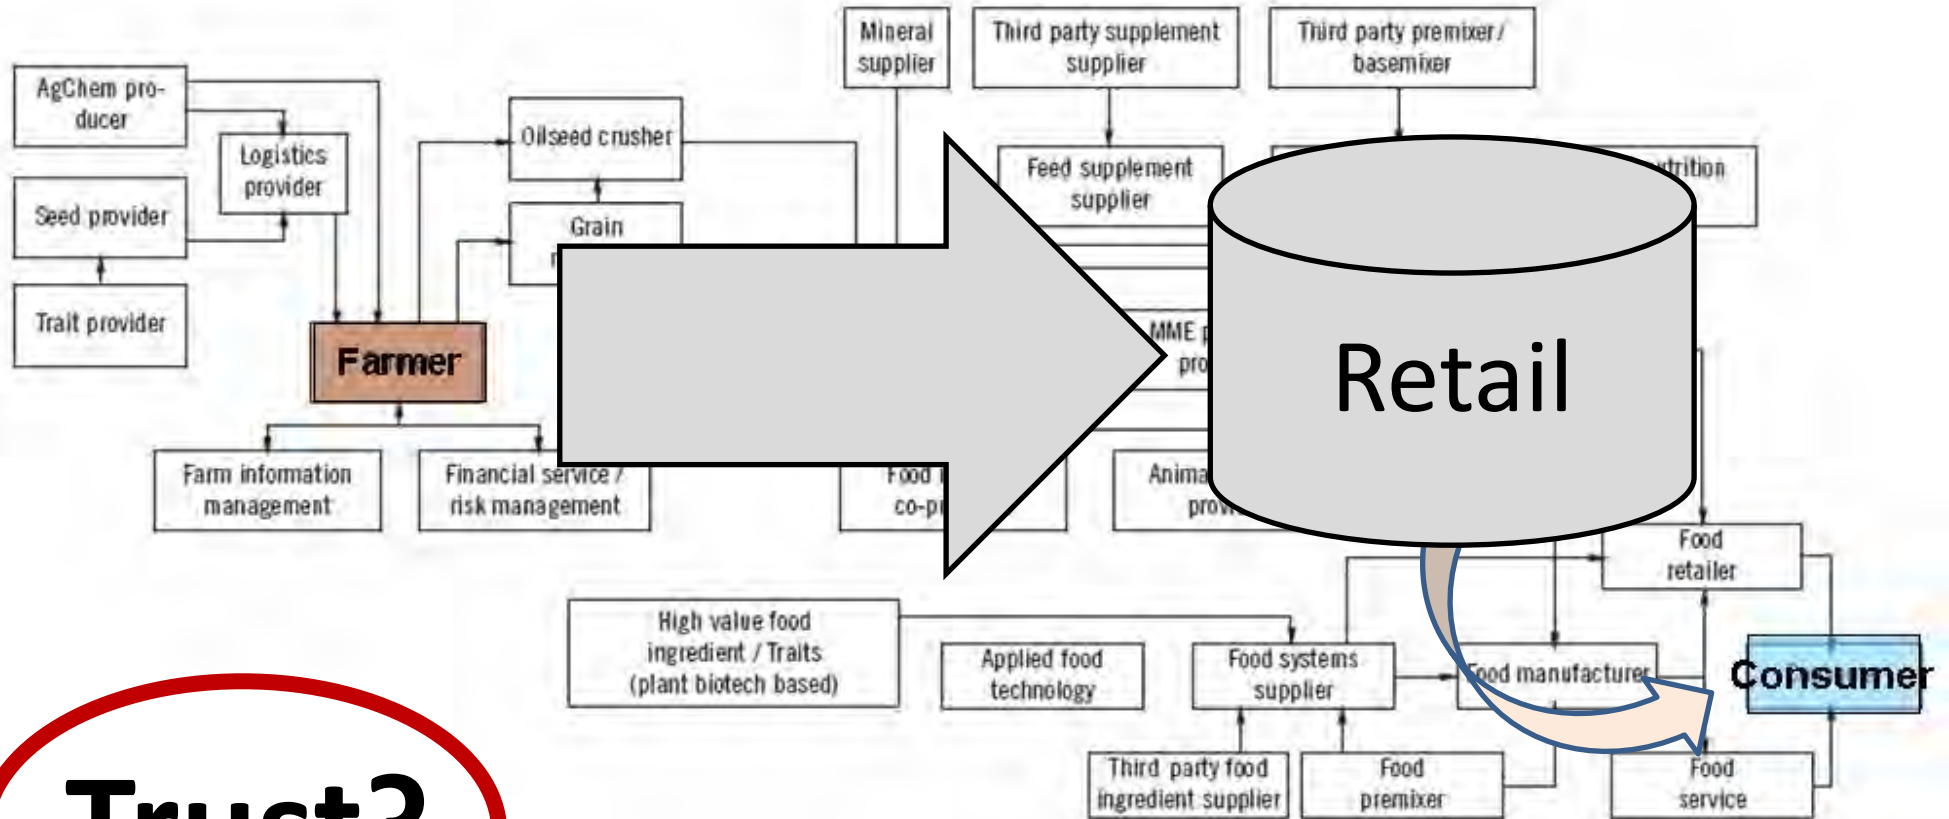 Mineral
supplier
Third party supplement
supplier
Third party premixer/
basemixer
AgChem pro-
ducer
Logistics
provider
Oilseed crusher
Feed supplement
supplier
Seed provider
Grain
Trait provider
Farmer
MME
Retail
Farm information
management
Financial service /
risk management
Food
Food
retailer
High value food
ingredient / Traits
(plant biotech based)
Applied food
technology
Food systems
supplier
Food manufacturer
Consumer
Third party food
ingredient supplier
Food
premixer
Food
service
Trust?